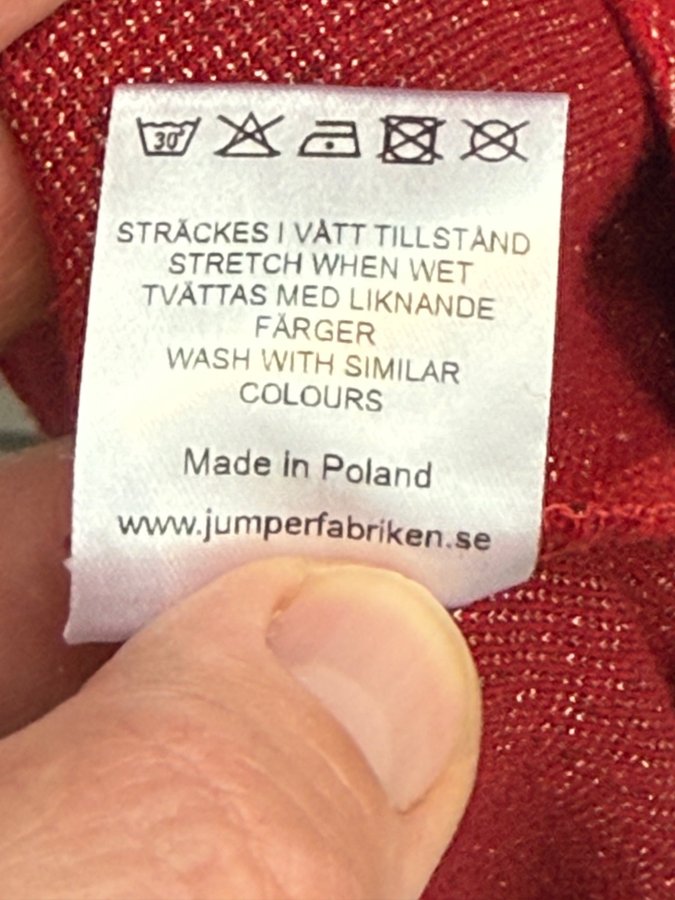 30°
STRÄCKES I VÅTT TILLSTÅND
STRETCH WHEN WET
TVÄTTAS MED LIKNANDE
FÄRGER
WASH WITH SIMILAR
COLOURS
Made in Poland
www.jumperfabriken.se